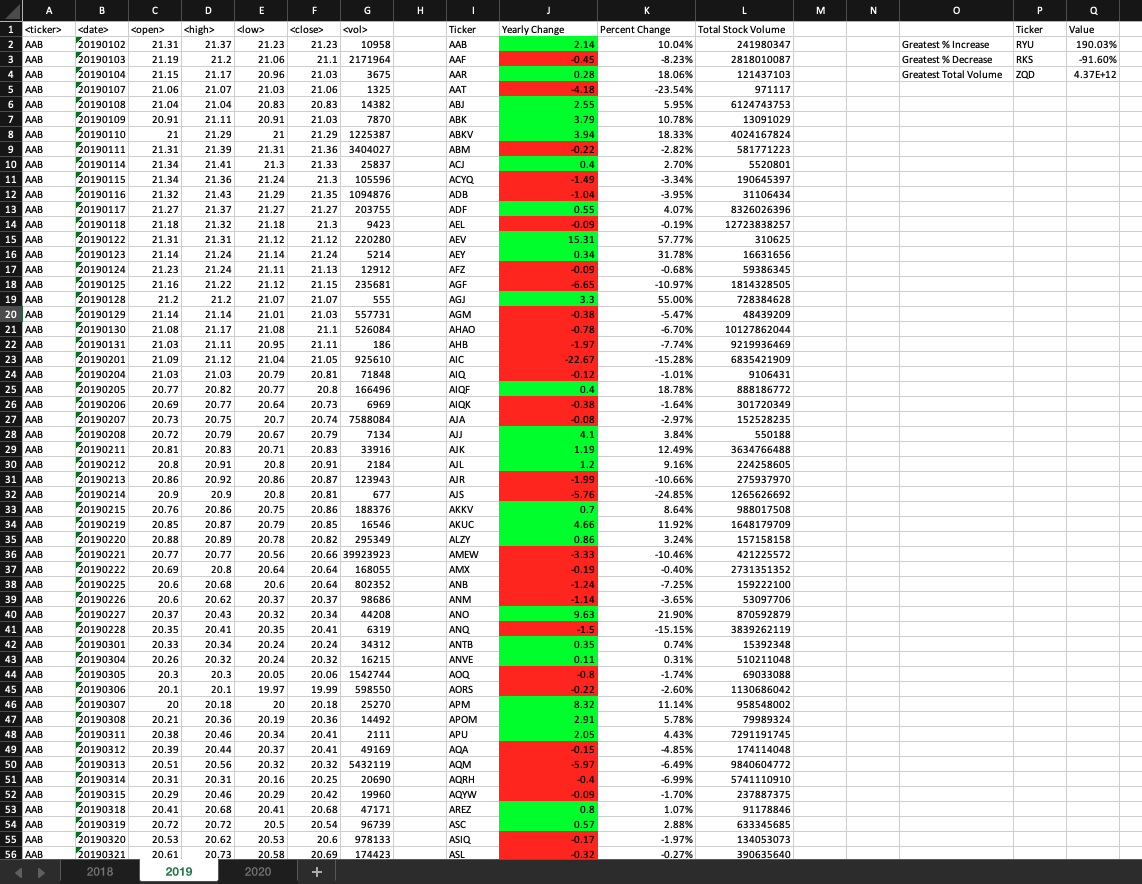 A B C D E F G H I J K L M N O P Q
1 <ticker> <date> <open> <high> <low> <close> <vol> Ticker Yearly Change Percent Change Total Stock Volume Ticker Value
2 AAB 20190102 21.31 21.37 21.23 21.23 10958 AAB 2.14 10.04% 241980347 Greatest % Increase RYU 190.03%
3 AAB 20190103 21.19 21.2 21.06 21.1 2171964 AAF -0.45 -8.23% 2818010087 Greatest % Decrease RKS -91.60%
4 AAB 20190104 21.15 21.17 20.96 21.03 3675 AAR 0.28 18.06% 121437103 Greatest Total Volume ZQD 4.37E+12
5 AAB 20190107 21.06 21.07 21.03 21.06 1325 AAT -4.18 -23.54% 971117
6 AAB 20190108 21.04 21.04 20.83 20.83 14382 ABJ 2.55 5.95% 6124743753
7 AAB 20190109 20.91 21.11 20.91 21.03 7870 ABK 3.79 10.78% 13091029
8 AAB 20190110 21 21.29 21 21.29 1225387 ABKV 3.94 18.33% 4024167824
9 AAB 20190111 21.31 21.39 21.31 21.36 3404027 ABM -0.22 -2.82% 581771223
10 AAB 20190114 21.34 21.41 21.3 21.33 25837 ACJ 0.4 2.70% 5520801
11 AAB 20190115 21.34 21.36 21.24 21.3 105596 ACYQ -1.49 -3.34% 190645397
12 AAB 20190116 21.32 21.43 21.29 21.35 1094876 ADB -1.04 -3.95% 31106434
13 AAB 20190117 21.27 21.37 21.27 21.27 203755 ADF 0.55 4.07% 8326026396
14 AAB 20190118 21.18 21.32 21.18 21.3 9423 AEL -0.09 -0.19% 12723838257
15 AAB 20190122 21.31 21.31 21.12 21.12 220280 AEV 15.31 57.77% 310625
16 AAB 20190123 21.14 21.24 21.14 21.24 5214 AEY 0.34 31.78% 16631656
17 AAB 20190124 21.23 21.24 21.11 21.13 12912 AFZ -0.09 -0.68% 59386345
18 AAB 20190125 21.16 21.22 21.12 21.15 235681 AGF -6.65 -10.97% 1814328505
19 AAB 20190128 21.2 21.2 21.07 21.07 555 AGJ 3.3 55.00% 728384628
20 AAB 20190129 21.14 21.14 21.01 21.03 557731 AGM -0.38 -5.47% 48439209
21 AAB 20190130 21.08 21.17 21.08 21.1 526084 AHAO -0.78 -6.70% 10127862044
22 AAB 20190131 21.03 21.11 20.95 21.11 186 AHB -1.97 -7.74% 9219936469
23 AAB 20190201 21.09 21.12 21.04 21.05 925610 AIC -22.67 -15.28% 6835421909
24 AAB 20190204 21.03 21.03 20.79 20.81 71848 AIQ -0.12 -1.01% 9106431
25 AAB 20190205 20.77 20.82 20.77 20.8 166496 AIQF 0.4 18.78% 888186772
26 AAB 20190206 20.69 20.77 20.64 20.73 6969 AIQK -0.38 -1.64% 301720349
27 AAB 20190207 20.73 20.75 20.7 20.74 7588084 AJA -0.08 -2.97% 152528235
28 AAB 20190208 20.72 20.79 20.67 20.79 7134 AJJ 4.1 3.84% 550188
29 AAB 20190211 20.81 20.83 20.71 20.83 33916 AJK 1.19 12.49% 3634766488
30 AAB 20190212 20.8 20.91 20.8 20.91 2184 AJL 1.2 9.16% 224258605
31 AAB 20190213 20.86 20.92 20.86 20.87 123943 AJR -1.99 -10.66% 275937970
32 AAB 20190214 20.9 20.9 20.8 20.81 677 AJS -5.76 -24.85% 1265626692
33 AAB 20190215 20.76 20.86 20.75 20.86 188376 AKKV 0.7 8.64% 988017508
34 AAB 20190219 20.85 20.87 20.79 20.85 16546 AKUC 4.66 11.92% 1648179709
35 AAB 20190220 20.88 20.89 20.78 20.82 295349 ALZY 0.86 3.24% 157158158
36 AAB 20190221 20.77 20.77 20.56 20.66 39923923 AMEW -3.33 -10.46% 421225572
37 AAB 20190222 20.69 20.8 20.64 20.64 168055 AMX -0.19 -0.40% 2731351352
38 AAB 20190225 20.6 20.68 20.6 20.64 802352 ANB -1.24 -7.25% 159222100
39 AAB 20190226 20.6 20.62 20.37 20.37 98686 ANM -1.14 -3.65% 53097706
40 AAB 20190227 20.37 20.43 20.32 20.34 44208 ANO 9.63 21.90% 870592879
41 AAB 20190228 20.35 20.41 20.35 20.41 6319 ANQ -1.5 -15.15% 3839262119
42 AAB 20190301 20.33 20.34 20.24 20.24 34312 ANTB 0.35 0.74% 15392348
43 AAB 20190304 20.26 20.32 20.24 20.32 16215 ANVE 0.11 0.31% 510211048
44 AAB 20190305 20.3 20.3 20.05 20.06 1542744 AOQ -0.8 -1.74% 69033088
45 AAB 20190306 20.1 20.1 19.97 19.99 598550 AORS -0.22 -2.60% 1130686042
46 AAB 20190307 20 20.18 20 20.18 25270 APM 8.32 11.14% 958548002
47 AAB 20190308 20.21 20.36 20.19 20.36 14492 APOM 2.91 5.78% 79989324
48 AAB 20190311 20.38 20.46 20.34 20.41 2111 APU 2.05 4.43% 7291191745
49 AAB 20190312 20.39 20.44 20.37 20.41 49169 AQA -0.15 -4.85% 174114048
50 AAB 20190313 20.51 20.56 20.32 20.32 5432119 AQM -5.97 -6.49% 9840604772
51 AAB 20190314 20.31 20.31 20.16 20.25 20690 AQRH -0.4 -6.99% 5741110910
52 AAB 20190315 20.29 20.46 20.29 20.42 19960 AQYW -0.09 -1.70% 237887375
53 AAB 20190318 20.41 20.68 20.41 20.68 47171 AREZ 0.8 1.07% 91178846
54 AAB 20190319 20.72 20.72 20.5 20.54 96739 ASC 0.57 2.88% 633345685
55 AAB 20190320 20.53 20.62 20.53 20.6 978133 ASIQ -0.17 -1.97% 134053073
56 AAB 20190321 20.61 20.73 20.58 20.69 174423 ASL -0.32 -0.27% 390635640
2018 2019 2020 +